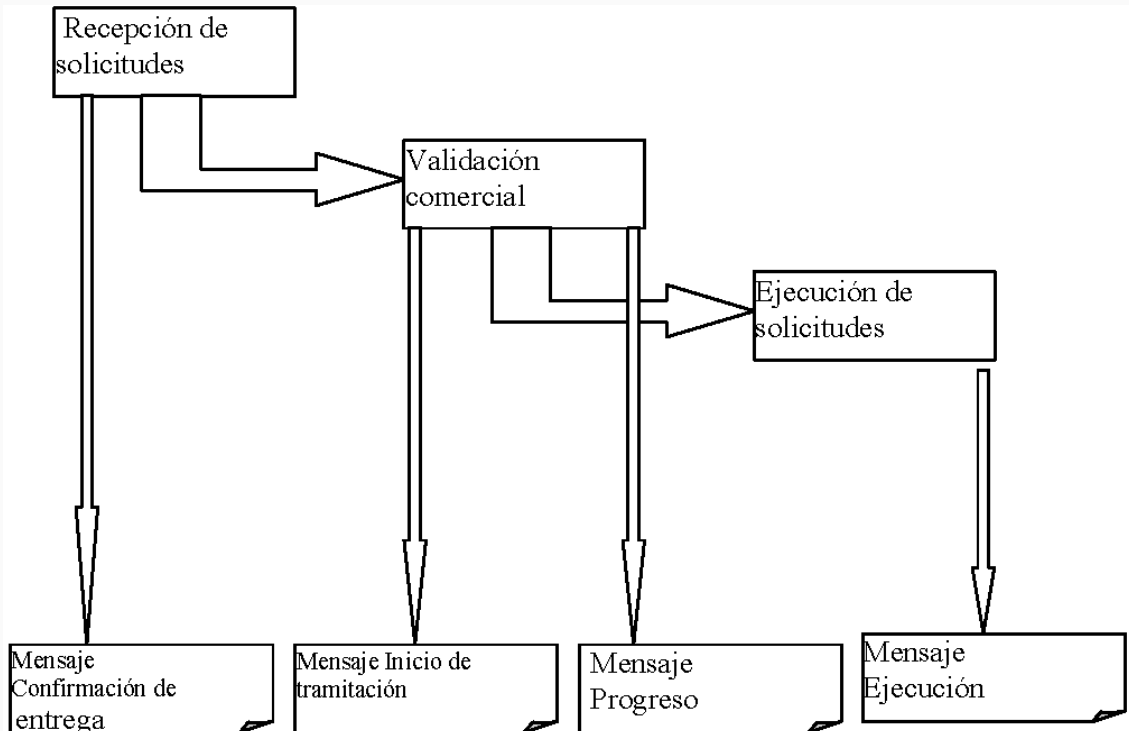 Recepción de
solicitudes
Validación
comercial
Ejecución de
solicitudes
Mensaje
Confirmación de
entrega
Mensaje Inicio de
tramitación
Mensaje
Progreso
Mensaje
Ejecución